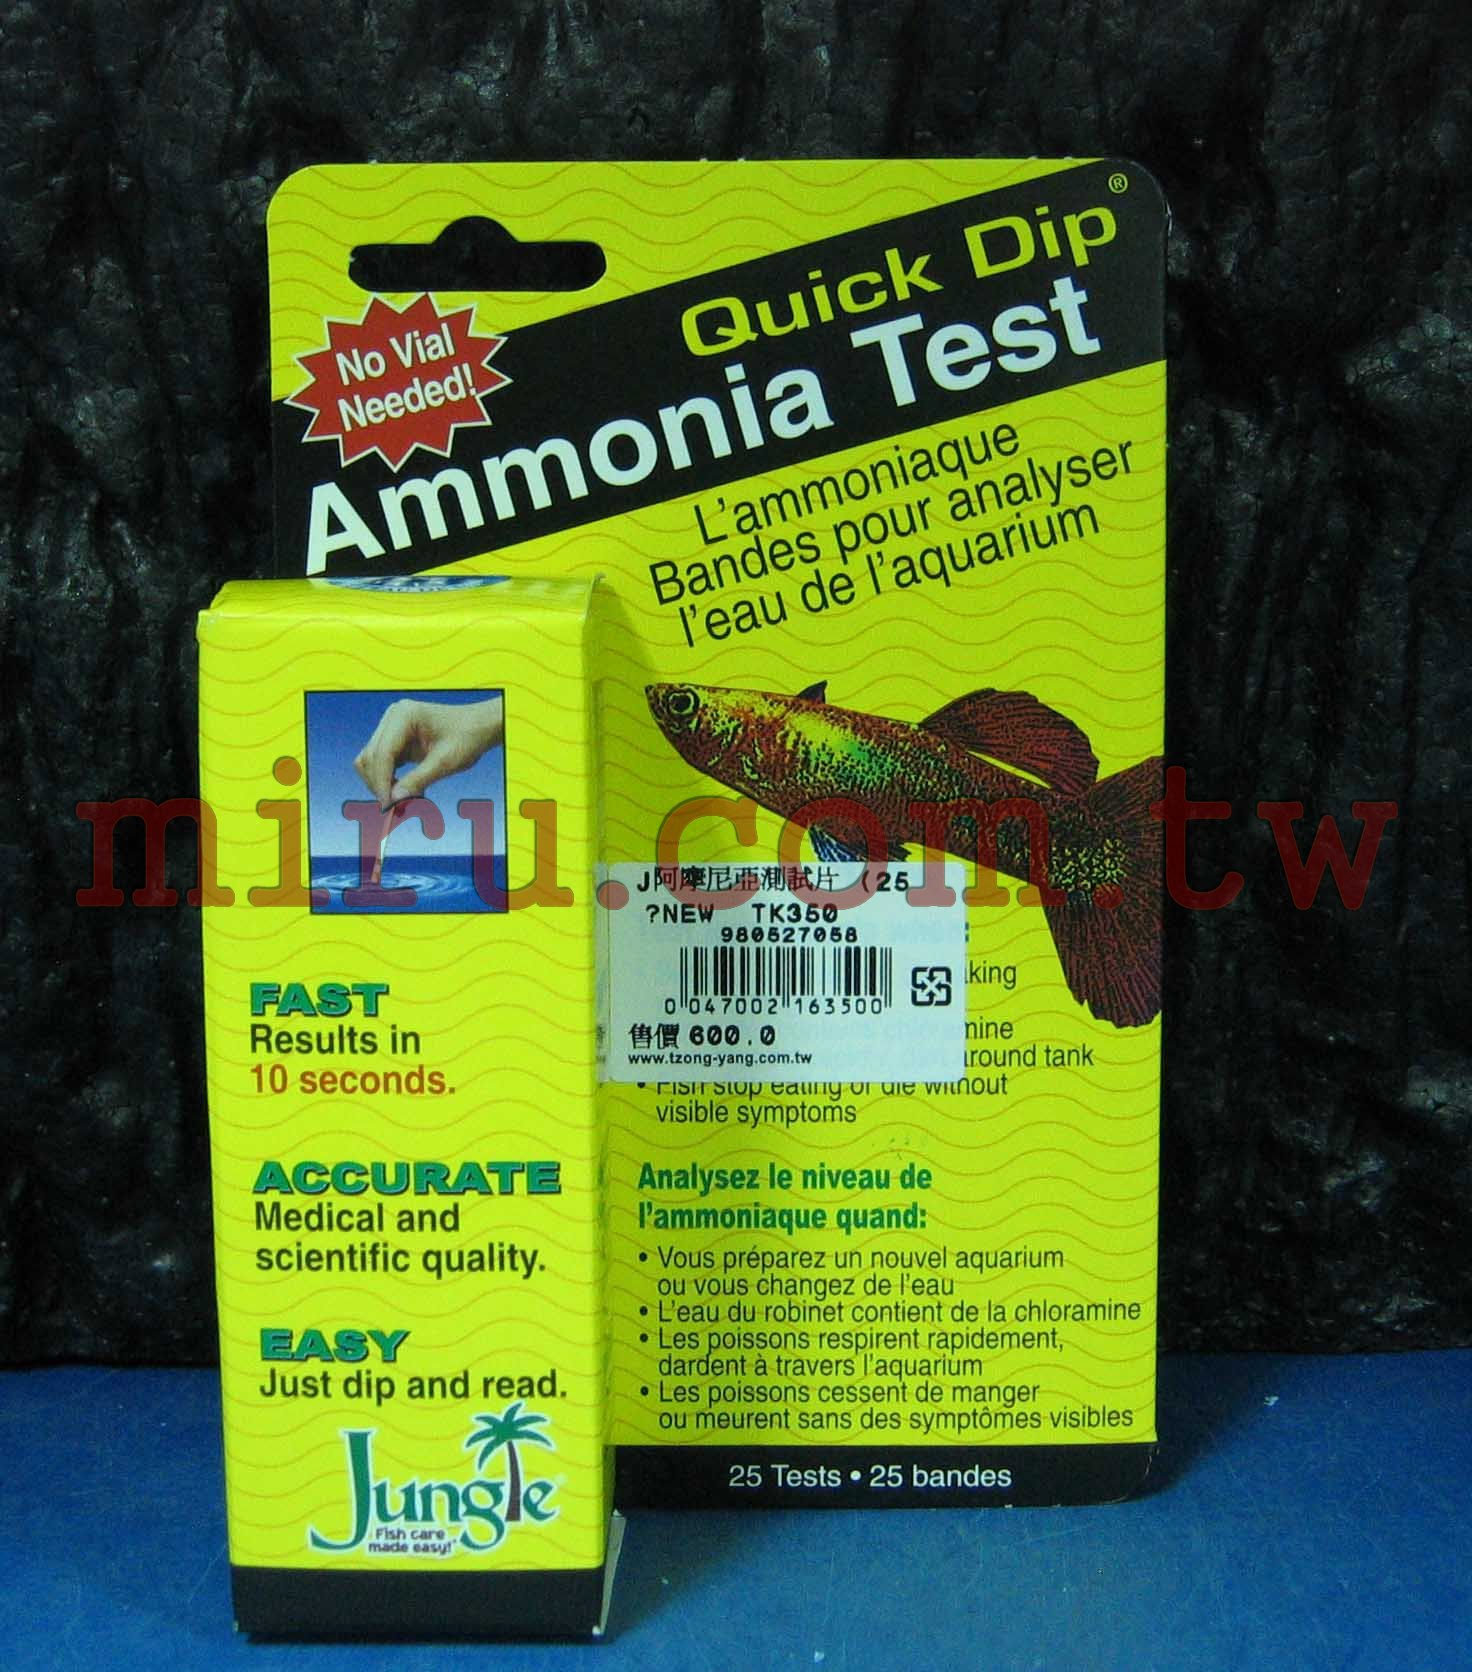 Quick Dip®
Ammonia Test
No Vial
Needed!
L'ammoniaque
Bandes pour analyser
l'eau de l'aquarium
miru.com.tw
J阿摩尼亞測試片 (25
?NEW TK350
980527058
0 047002 163500
售價 600.0
www.tzong-yang.com.tw
around tank
• Fish stop eating or die without
visible symptoms
Analysez le niveau de
l'ammoniaque quand:
• Vous préparez un nouvel aquarium
ou vous changez de l'eau
• L'eau du robinet contient de la chloramine
• Les poissons respirent rapidement,
dardent à travers l'aquarium
• Les poissons cessent de manger
ou meurent sans des symptômes visibles
25 Tests • 25 bandes
FAST
Results in
10 seconds.
ACCURATE
Medical and
scientific quality.
EASY
Just dip and read.
Jungle
Fish care
made easy!